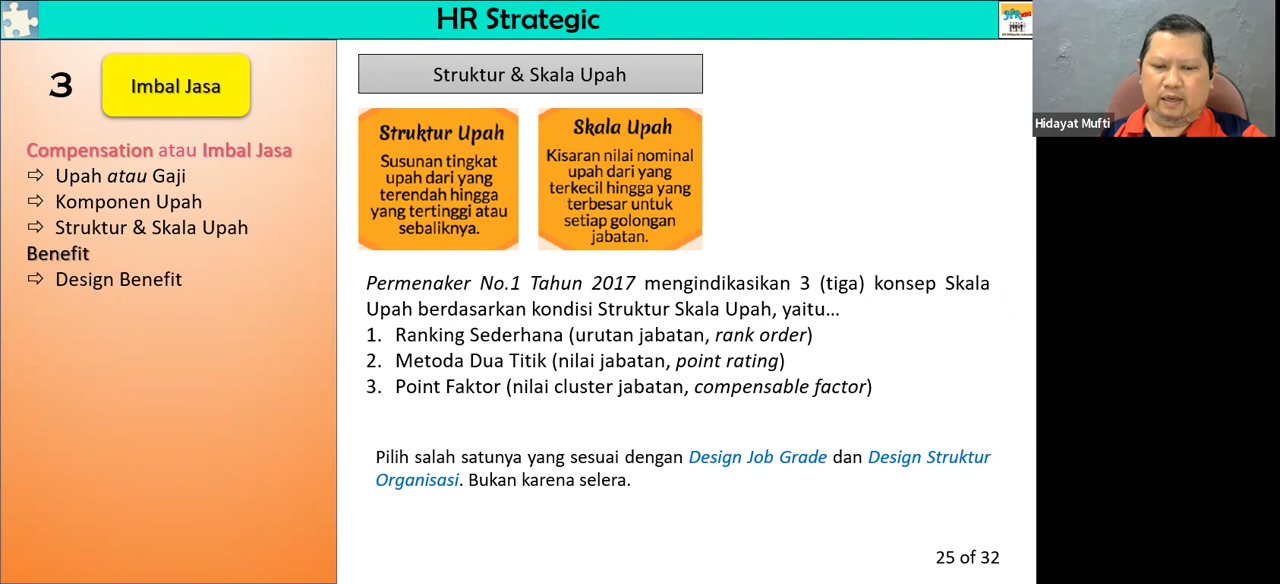 HR Strategic
3
Imbal Jasa
Compensation atau Imbal Jasa
⇨ Upah atau Gaji
⇨ Komponen Upah
⇨ Struktur & Skala Upah
Benefit
⇨ Design Benefit
Struktur & Skala Upah
Struktur Upah
Susunan tingkat
upah dari yang
terendah hingga
yang tertinggi atau
sebaliknya.
Skala Upah
Kisaran nilai nominal
upah dari yang
terkecil hingga yang
terbesar untuk
setiap golongan
jabatan.
Permenaker No.1 Tahun 2017 mengindikasikan 3 (tiga) konsep Skala
Upah berdasarkan kondisi Struktur Skala Upah, yaitu…
1. Ranking Sederhana (urutan jabatan, rank order)
2. Metoda Dua Titik (nilai jabatan, point rating)
3. Point Faktor (nilai cluster jabatan, compensable factor)
Pilih salah satunya yang sesuai dengan Design Job Grade dan Design Struktur
Organisasi. Bukan karena selera.
25 of 32
Hidayat Mufti